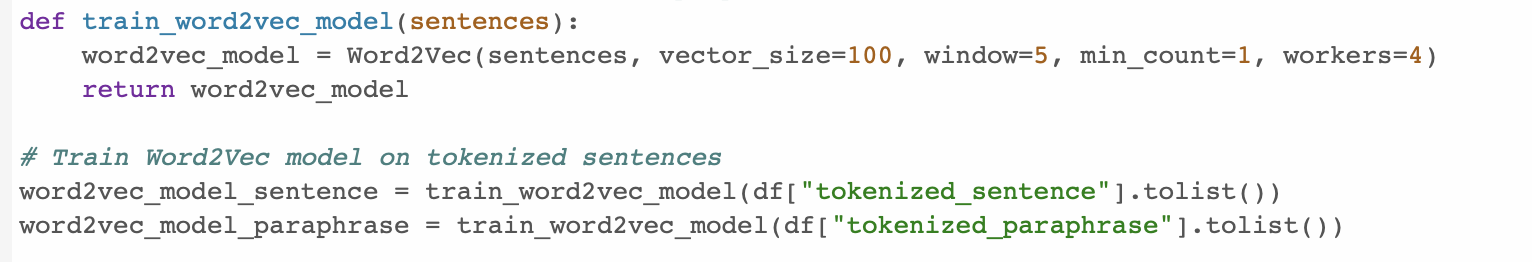 def train_word2vec_model(sentences):
    word2vec_model = Word2Vec(sentences, vector_size=100, window=5, min_count=1, workers=4)
    return word2vec_model

# Train Word2Vec model on tokenized sentences
word2vec_model_sentence = train_word2vec_model(df["tokenized_sentence"].tolist())
word2vec_model_paraphrase = train_word2vec_model(df["tokenized_paraphrase"].tolist())